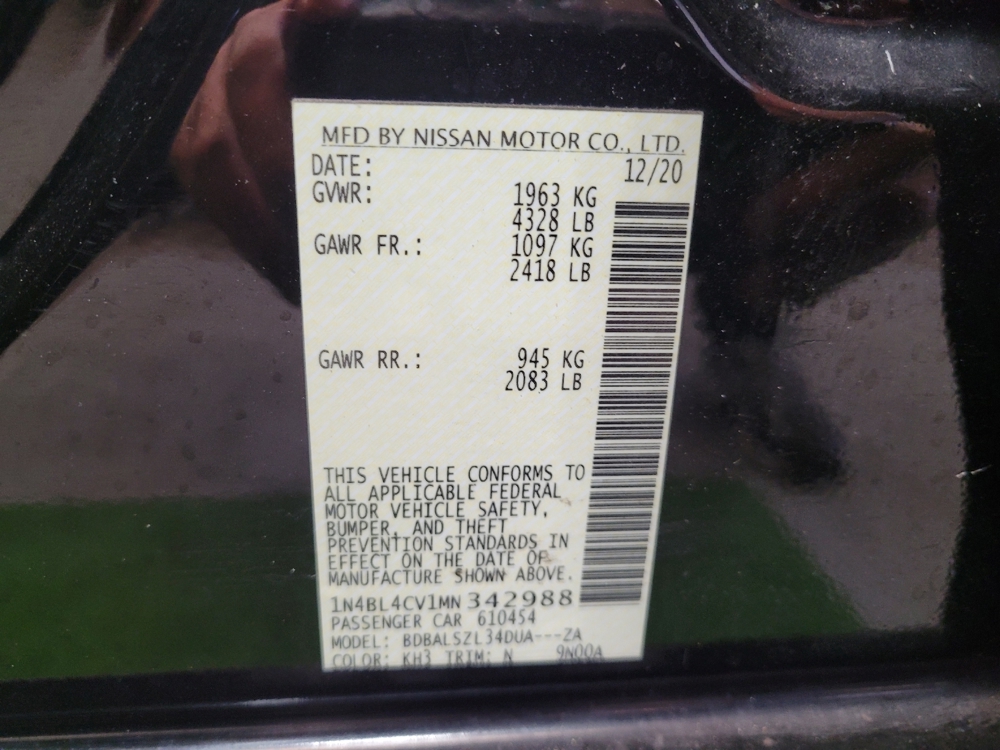 MFD BY NISSAN MOTOR CO., LTD.
DATE: 12/20
GVWR: 1963 KG
4328 LB
GAWR FR.: 1097 KG
2418 LB
GAWR RR.: 945 KG
2083 LB
THIS VEHICLE CONFORMS TO
ALL APPLICABLE FEDERAL
MOTOR VEHICLE SAFETY,
BUMPER, AND THEFT
PREVENTION STANDARDS IN
EFFECT ON THE DATE OF
MANUFACTURE SHOWN ABOVE.
1N4BL4CV1MN342988
PASSENGER CAR 610454
MODEL: BDBALSZL34DUA---ZA
COLOR: KH3 TRIM: N 9N00A